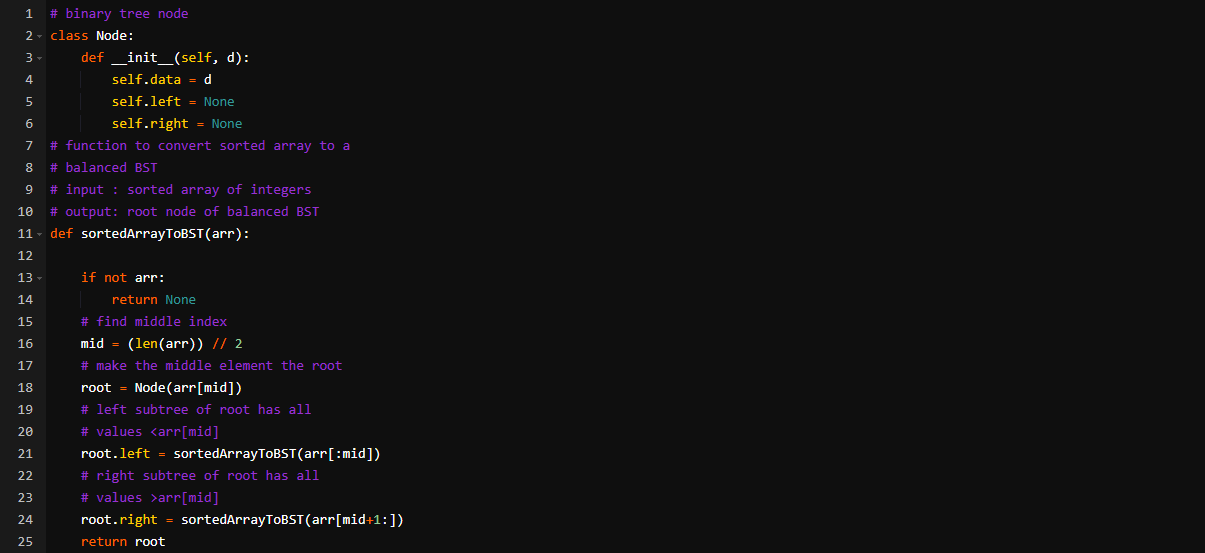 1 # binary tree node
2 class Node:
3     def __init__(self, d):
4         self.data = d
5         self.left = None
6         self.right = None
7 # function to convert sorted array to a
8 # balanced BST
9 # input : sorted array of integers
10 # output: root node of balanced BST
11 def sortedArrayToBST(arr):
12
13     if not arr:
14         return None
15     # find middle index
16     mid = (len(arr)) // 2
17     # make the middle element the root
18     root = Node(arr[mid])
19     # left subtree of root has all
20     # values <arr[mid]
21     root.left = sortedArrayToBST(arr[:mid])
22     # right subtree of root has all
23     # values >arr[mid]
24     root.right = sortedArrayToBST(arr[mid+1:])
25     return root